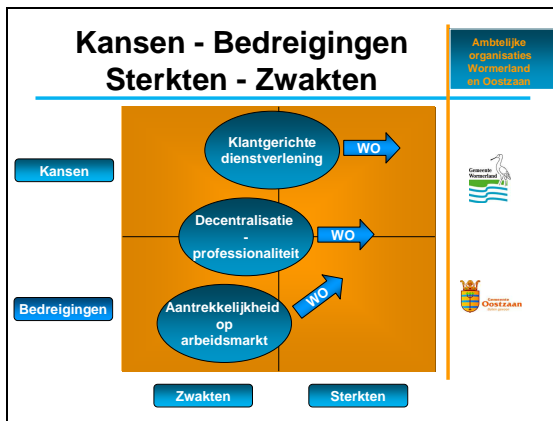 Kansen - Bedreigingen
Sterkten - Zwakten
Ambtelijke
organisaties
Wormerland
en Oostzaan
Klantgerichte
dienstverlening
WO
Kansen
Gemeente
Wormerland
Decentralisatie
-
professionaliteit
WO
Bedreigingen
Aantrekkelijkheid
op
arbeidsmarkt
WO
Gemeente
Oostzaan
Zwakten
Sterkten